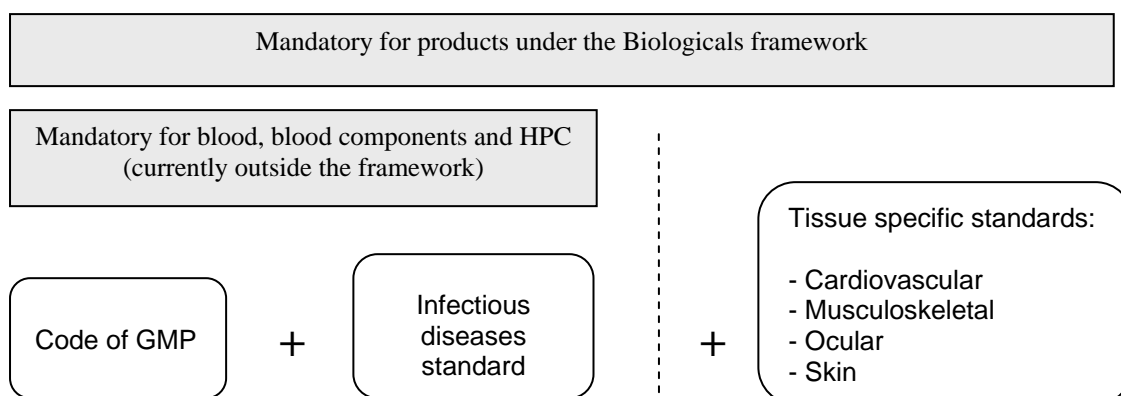 Mandatory for products under the Biologicals framework
Mandatory for blood, blood components and HPC
(currently outside the framework)
Code of GMP
+
Infectious
diseases
standard
+
Tissue specific standards:
- Cardiovascular
- Musculoskeletal
- Ocular
- Skin